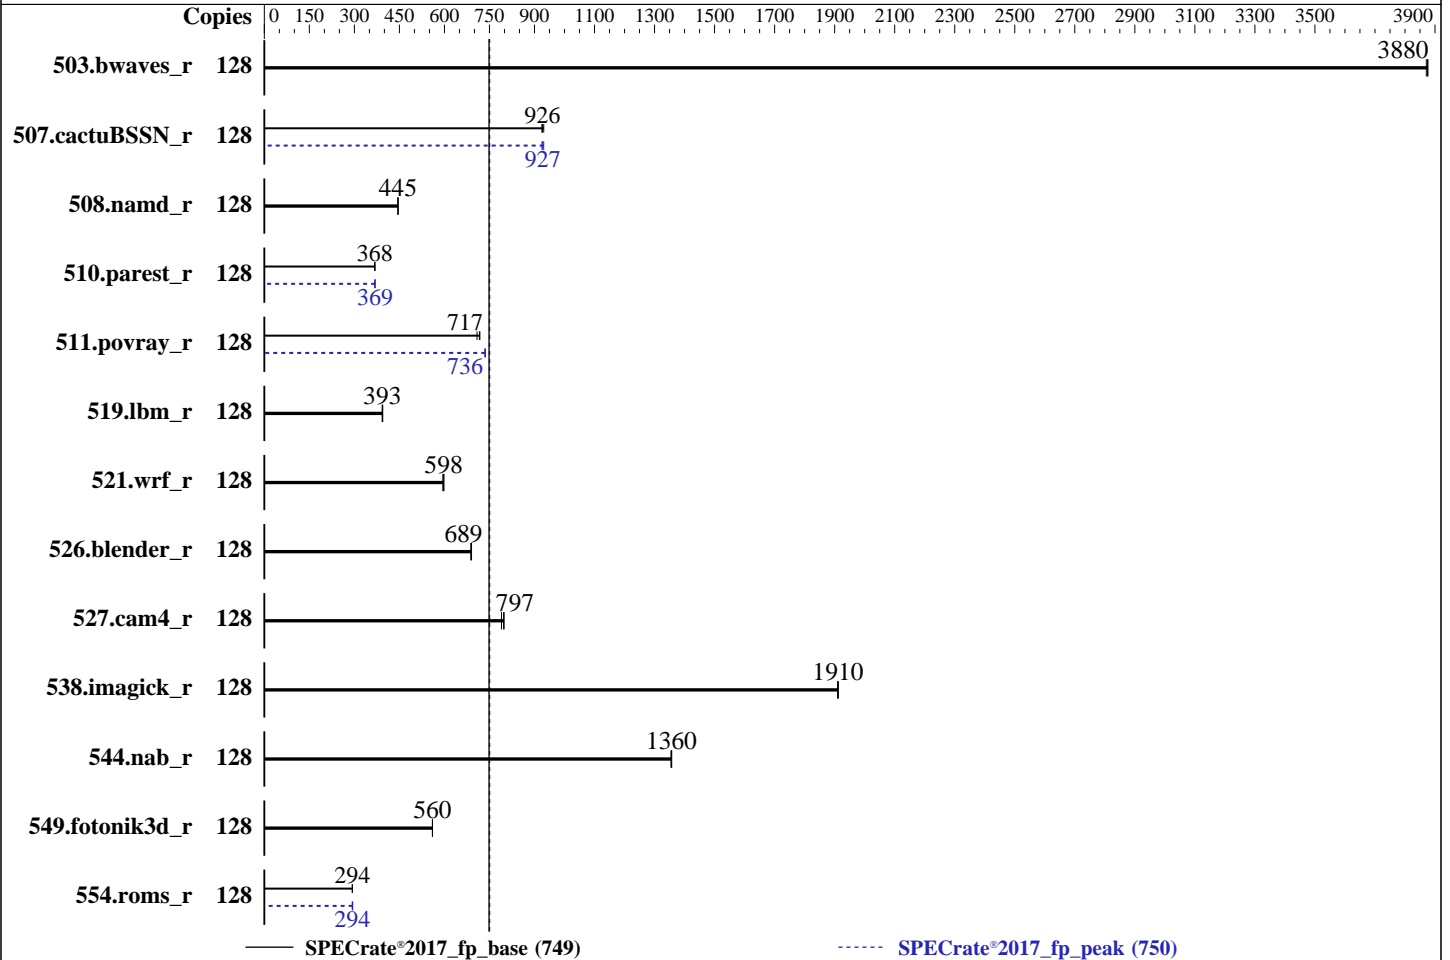 Copies 0 150 300 450 600 750 900 1100 1300 1500 1700 1900 2100 2300 2500 2700 2900 3100 3300 3500 3900
503.bwaves_r 128 3880
507.cactuBSSN_r 128 926
927
508.namd_r 128 445
510.parest_r 128 368
369
511.povray_r 128 717
736
519.lbm_r 128 393
521.wrf_r 128 598
526.blender_r 128 689
527.cam4_r 128 797
538.imagick_r 128 1910
544.nab_r 128 1360
549.fotonik3d_r 128 560
554.roms_r 128 294
294
SPECrate®2017_fp_base (749) SPECrate®2017_fp_peak (750)